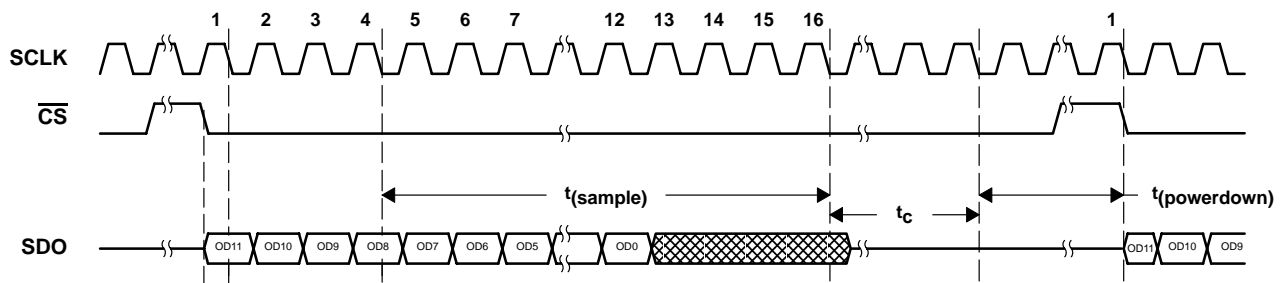 1 2 3 4 5 6 7 12 13 14 15 16 1
SCLK
CS
t(sample)
tc
t(powerdown)
SDO
OD11 OD10 OD9 OD8 OD7 OD6 OD5 OD0 OD11 OD10 OD9